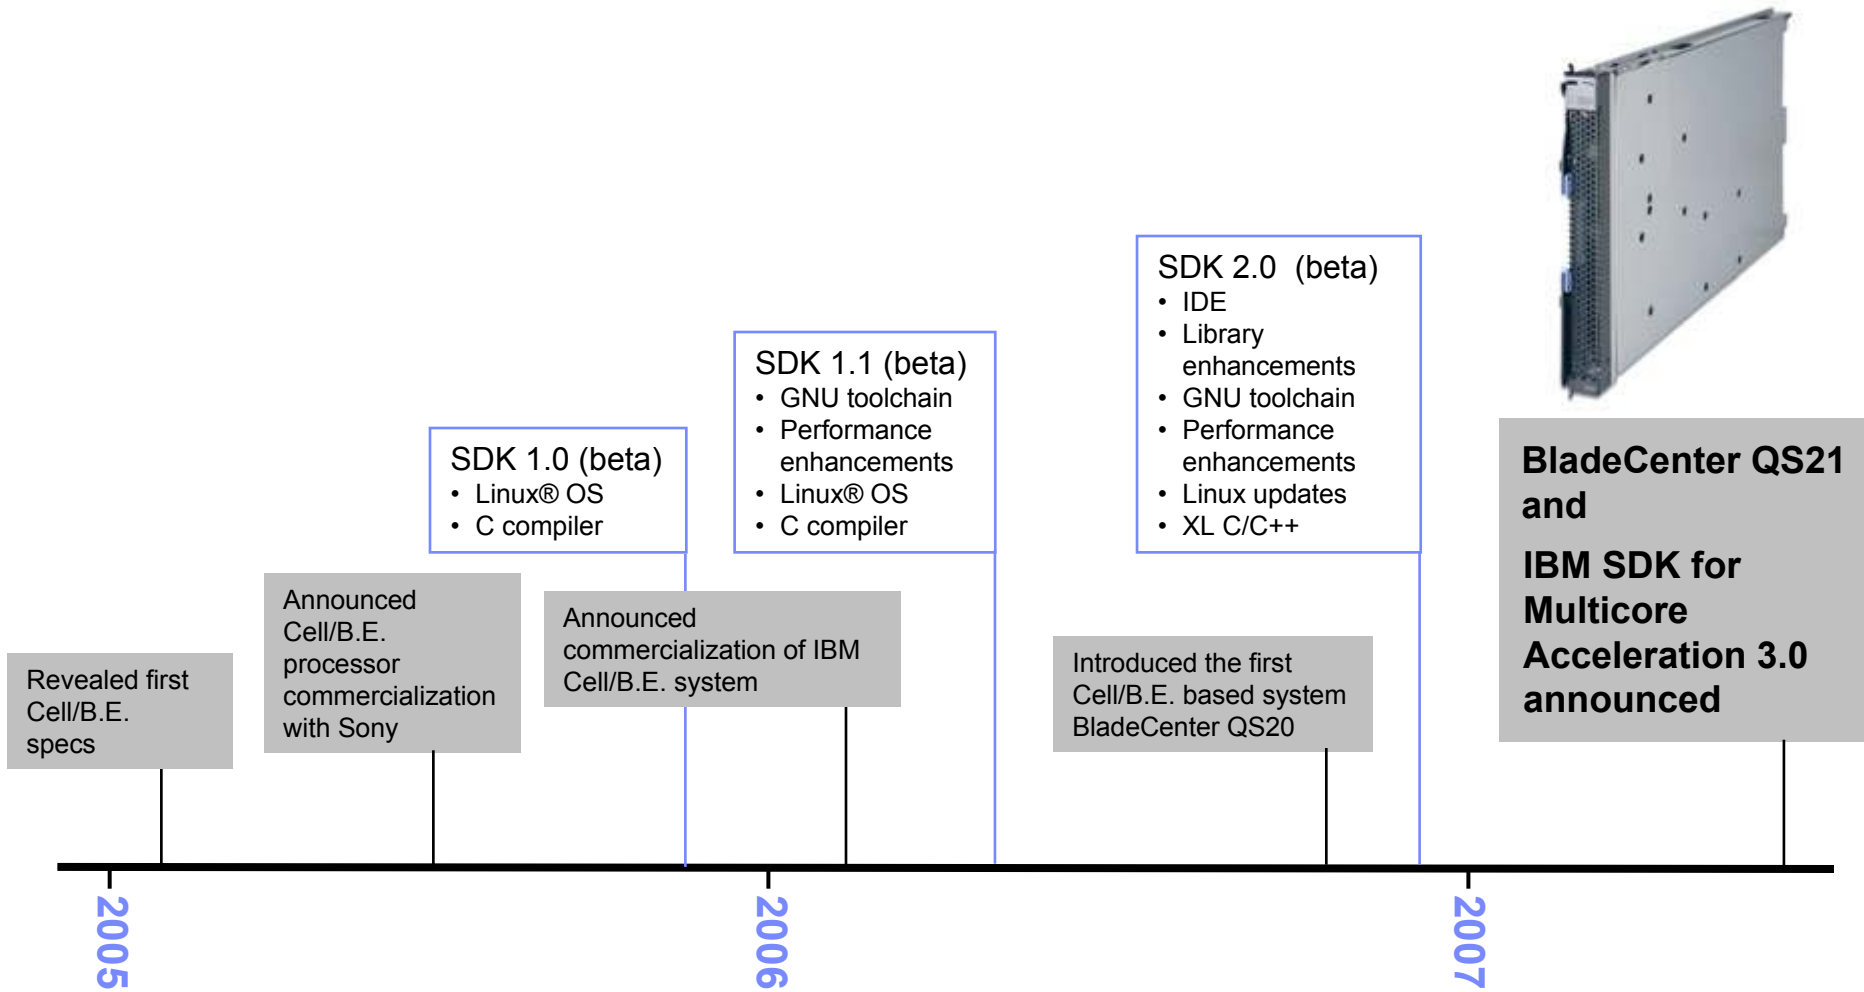 SDK 2.0 (beta)
• IDE
• Library
enhancements
• GNU toolchain
• Performance
enhancements
• Linux updates
• XL C/C++
SDK 1.1 (beta)
• GNU toolchain
• Performance
enhancements
• Linux® OS
• C compiler
SDK 1.0 (beta)
• Linux® OS
• C compiler
BladeCenter QS21
and
IBM SDK for
Multicore
Acceleration 3.0
announced
Revealed first
Cell/B.E.
specs
Announced
Cell/B.E.
processor
commercialization
with Sony
Announced
commercialization of IBM
Cell/B.E. system
Introduced the first
Cell/B.E. based system
BladeCenter QS20
2005
2006
2007